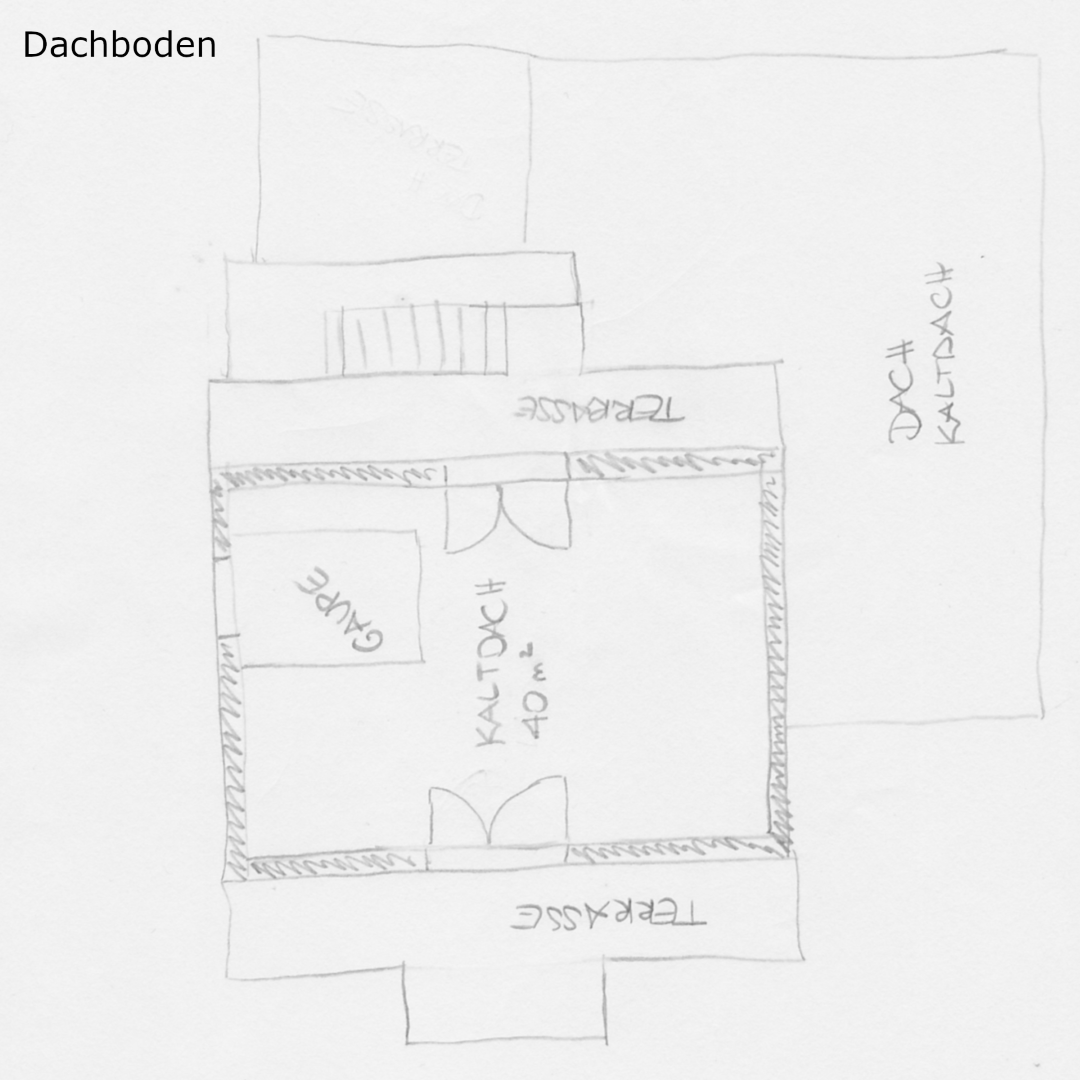 Dachboden
DACH
KALTDACH
TERRASSE
GAUPE
KALTDACH
40 m²
TERRASSE